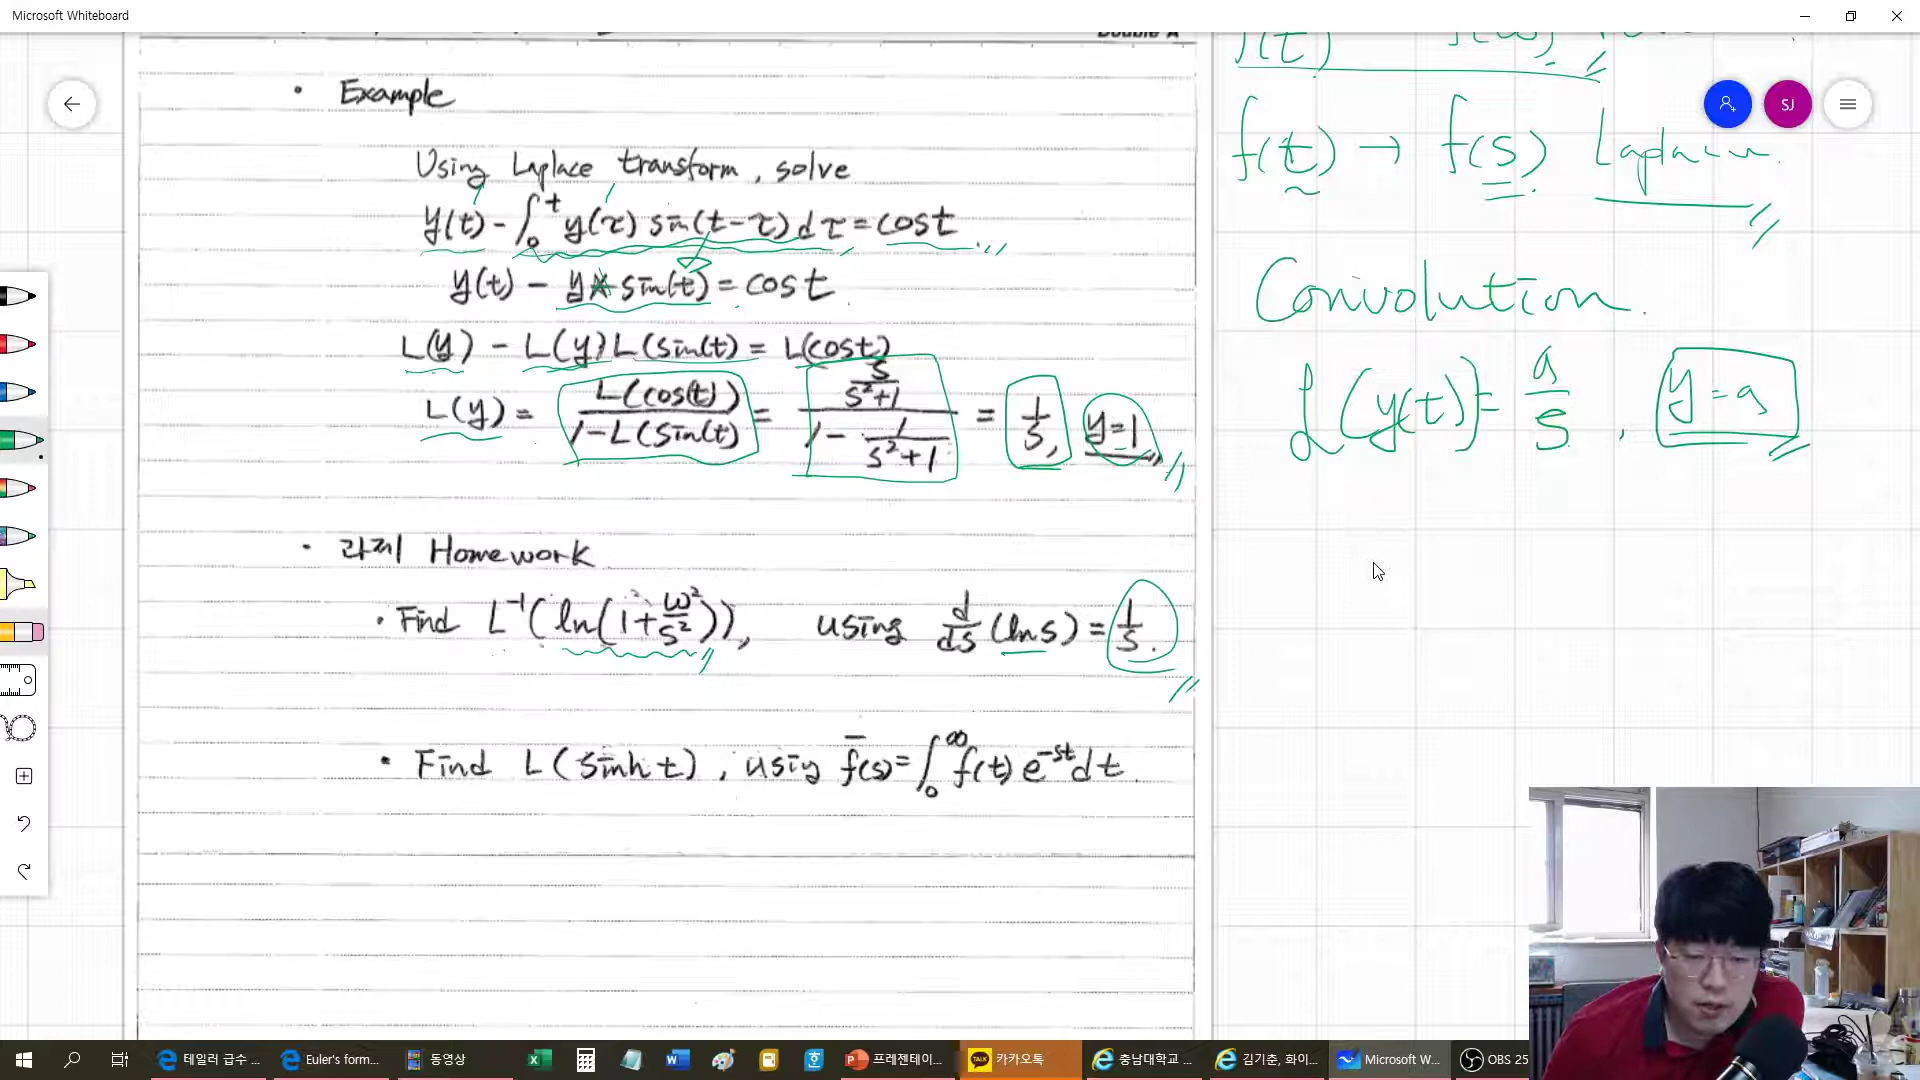 Microsoft Whiteboard
Double A
• Example
Using Laplace transform, solve
y(t) - ∫₀ᵗ y(τ) sin(t-τ)dτ = cost
y(t) - y * sin(t) = cos t
L(y) - L(y)L(sin(t) = L(cost)
L(y) = L(cos(t)) / 1-L(sin(t) = (s/s²+1) / (1 - 1/s²+1) = 1/s, y=1
• 과제 Homework
• Find L⁻¹(ln(1+ω²/s²)), using d/ds (ln s) = 1/s.
• Find L(sinh t), using f̄(s) = ∫₀^∞ f(t) e^-st dt
f(t) → f(s)
Convolution.
L(y(t)) = a/s, y=a
SJ
테일러 급수 ...
Euler's form...
동영상
프레젠테이...
카카오톡
충남대학교 ...
김기춘, 화이...
Microsoft W...
OBS 25